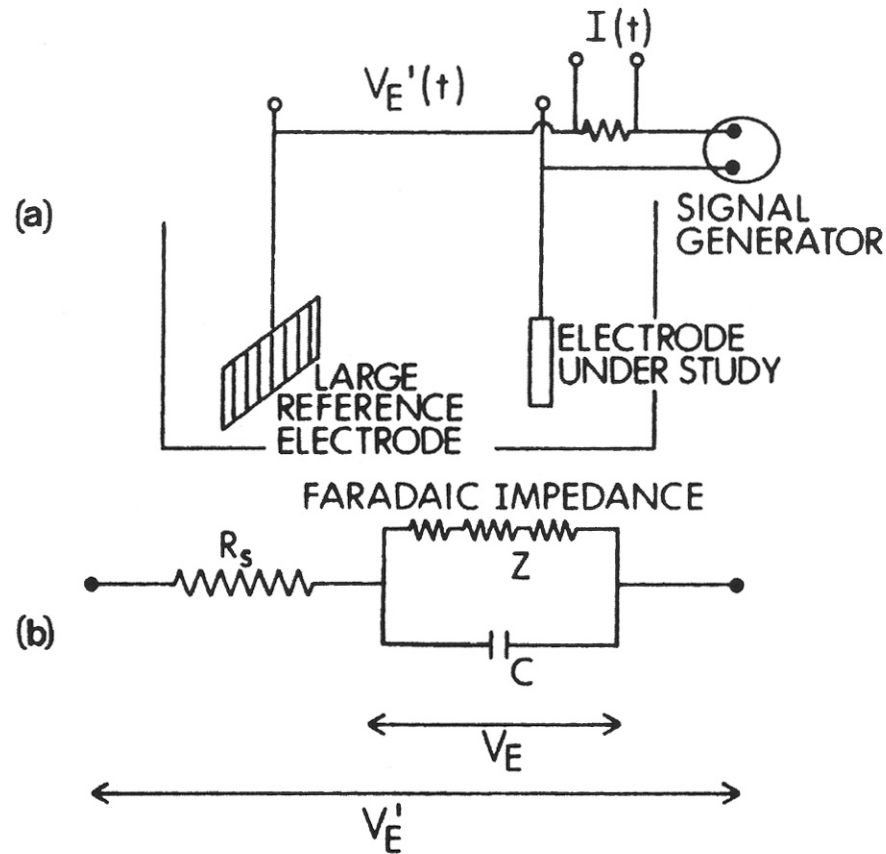 I(t)
V_E'(t)
(a)
SIGNAL
GENERATOR
ELECTRODE
UNDER STUDY
LARGE
REFERENCE
ELECTRODE
FARADAIC IMPEDANCE
R_s
Z
(b)
C
V_E
V_E'